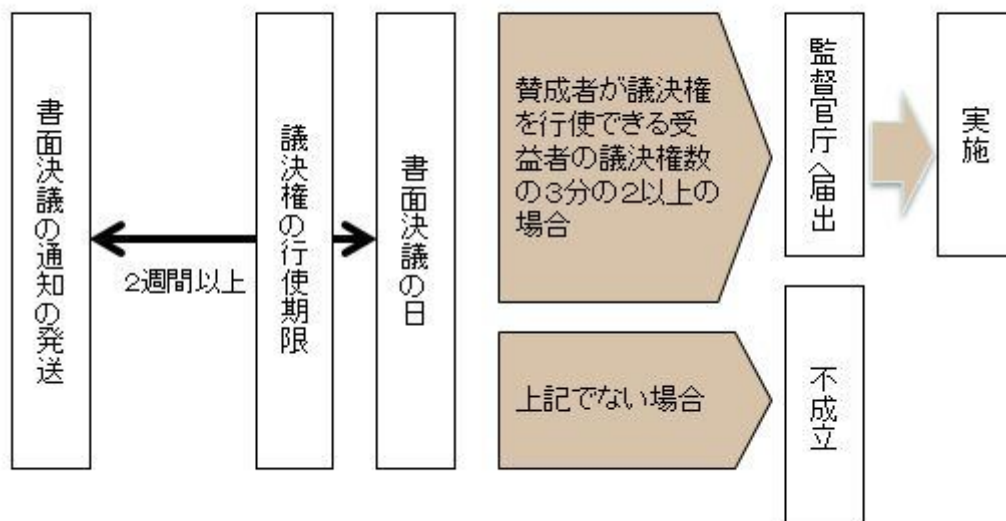 書面決議の通知の発送
2週間以上
議決権の行使期限
書面決議の日
賛成者が議決権
を行使できる受
益者の議決権数
の3分の2以上の
場合
監督官庁へ届出
実施
上記でない場合
不成立